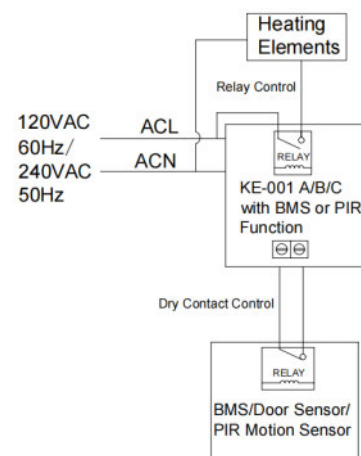 Heating
Elements
Relay Control
120VAC
60Hz/
240VAC
50Hz
ACL
ACN
RELAY
KE-001 A/B/C
with BMS or PIR
Function
Dry Contact Control
RELAY
BMS/Door Sensor/
PIR Motion Sensor